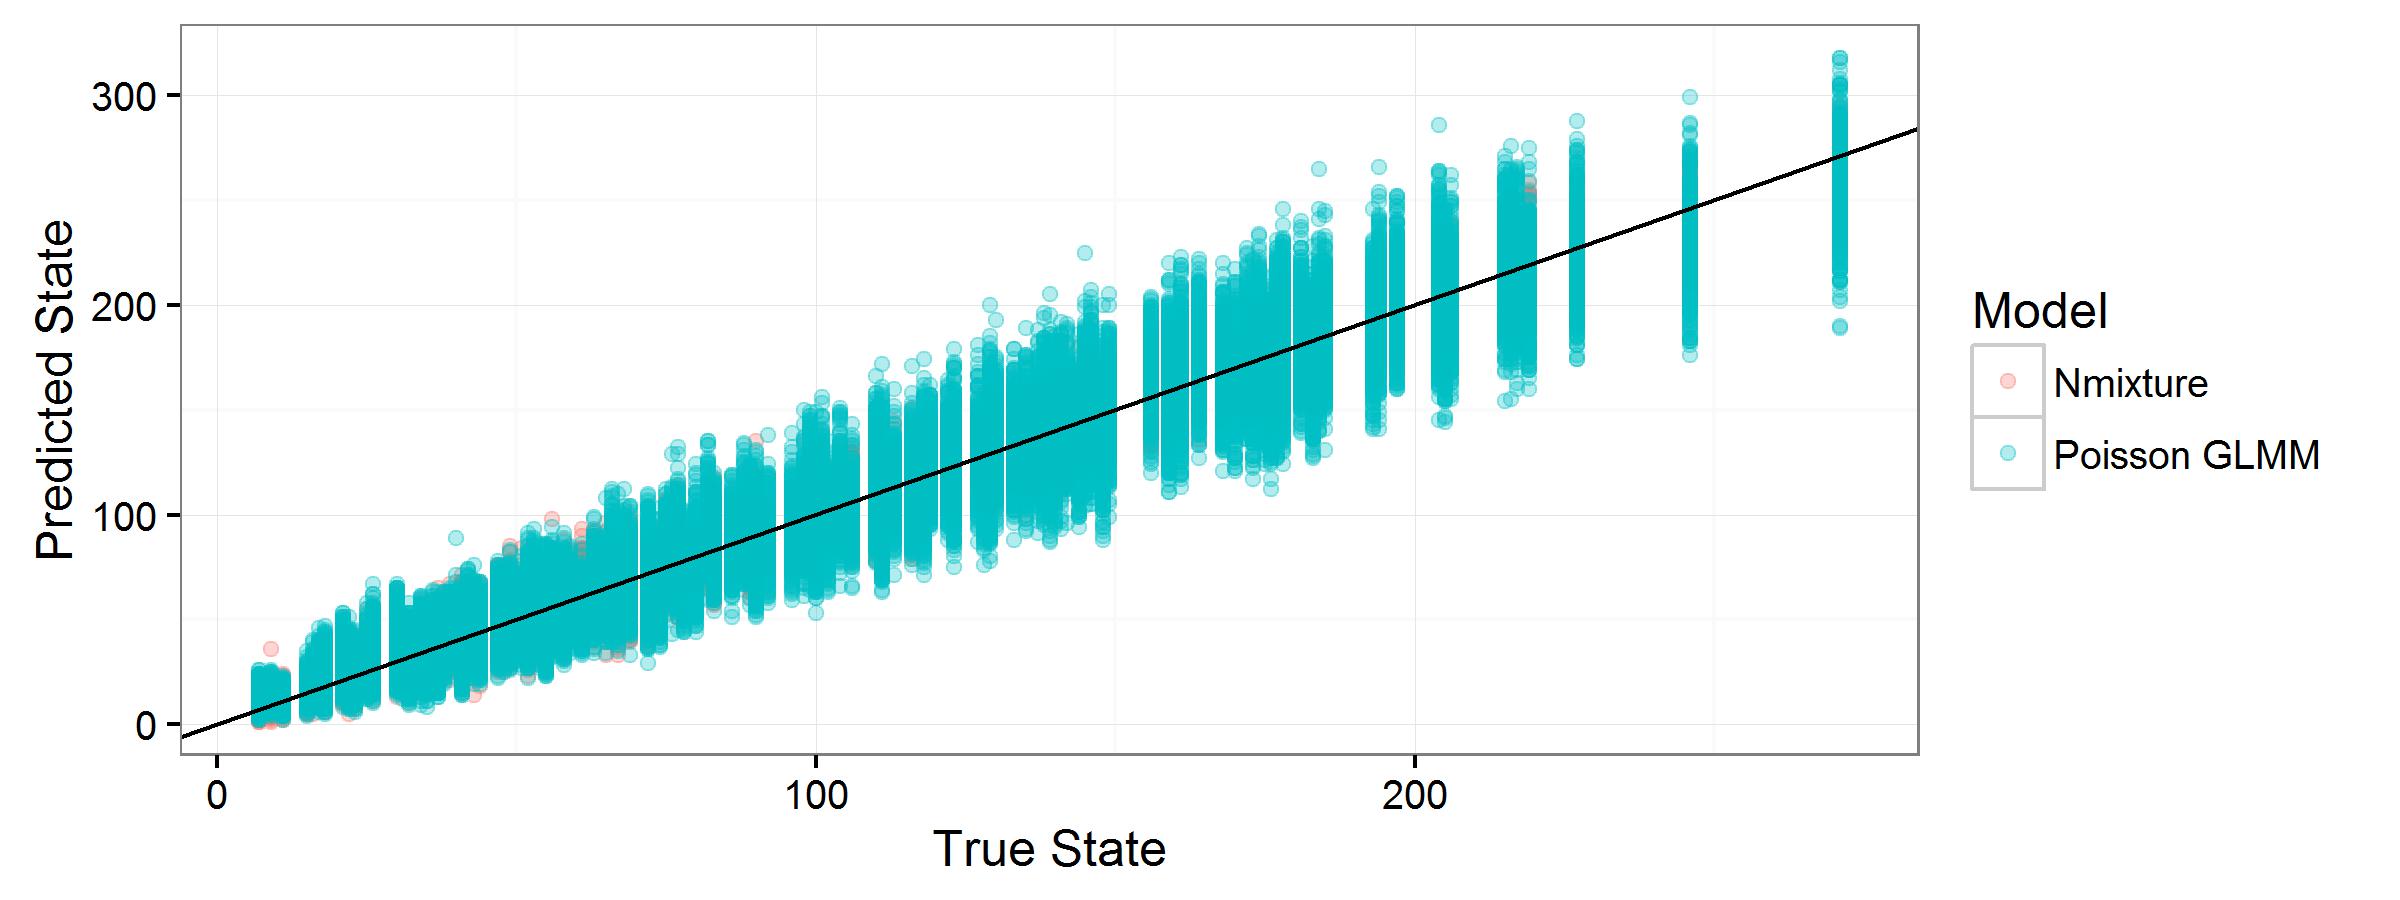 Predicted State
300
200
100
0
0 100 200
True State
Model
Nmixture
Poisson GLMM